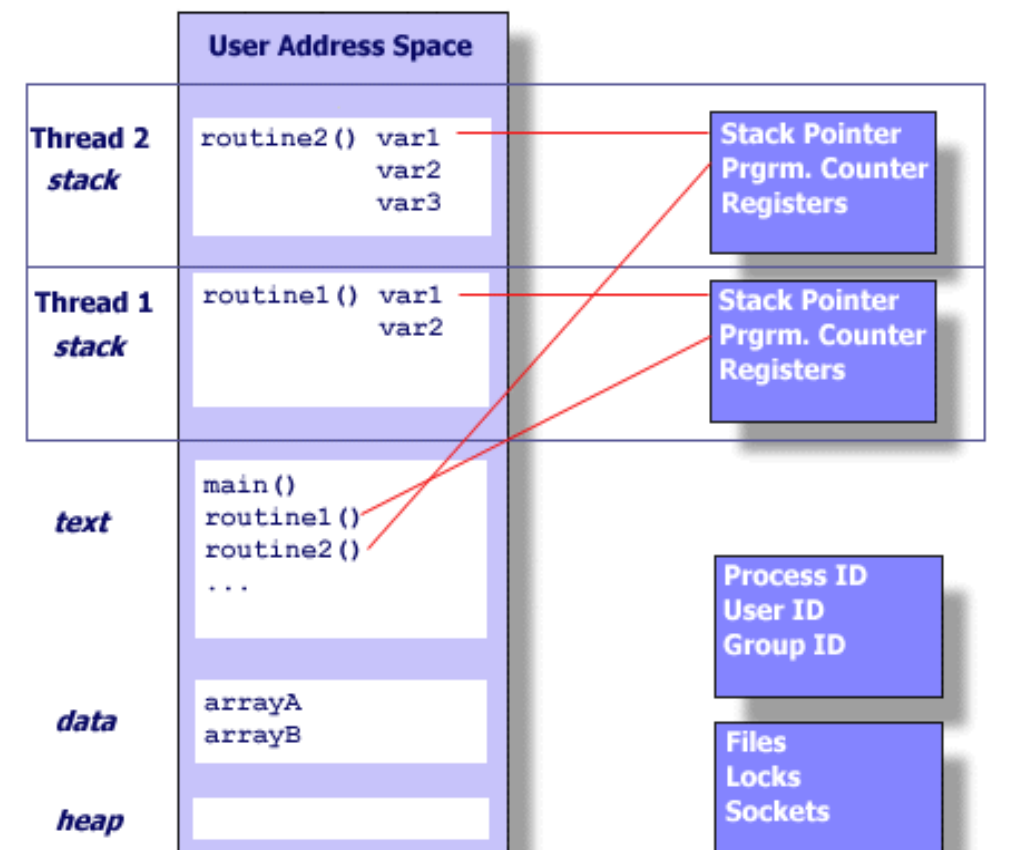 User Address Space
Thread 2
stack
routine2() var1
var2
var3
Stack Pointer
Prgrm. Counter
Registers
Thread 1
stack
routine1() var1
var2
Stack Pointer
Prgrm. Counter
Registers
text
main()
routine1()
routine2()
...
Process ID
User ID
Group ID
data
arrayA
arrayB
Files
Locks
Sockets
heap